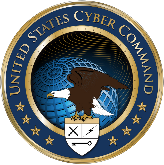 UNITED STATES CYBER COMMAND